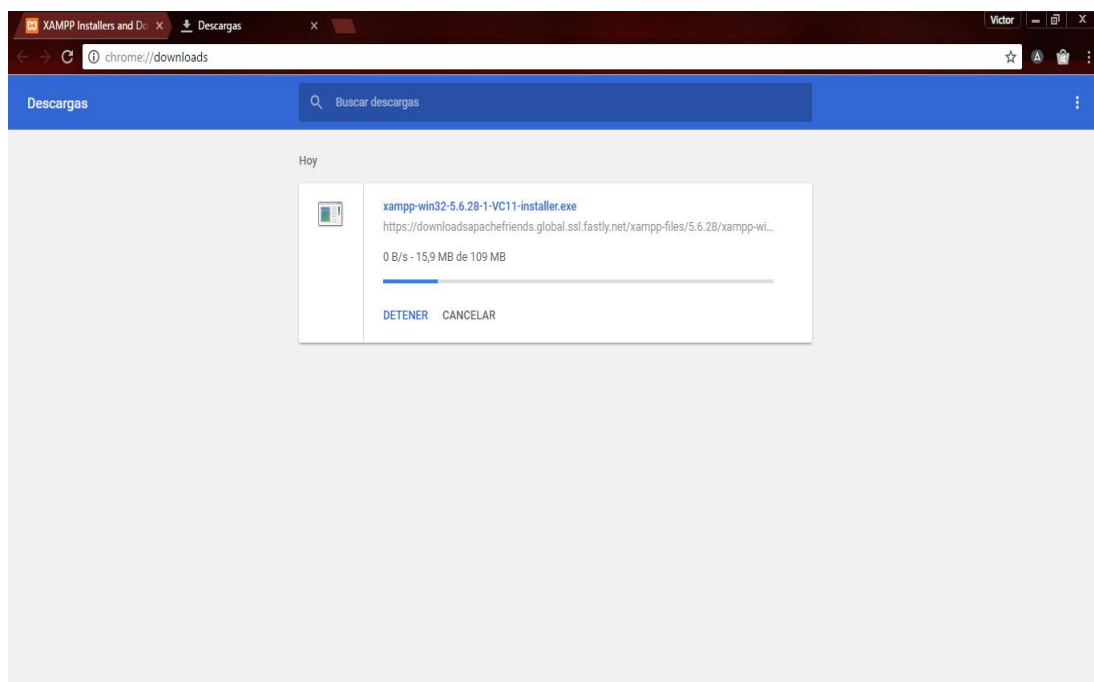 XAMPP Installers and Do
Descargas
Victor
chrome://downloads
Descargas
Buscar descargas
Hoy
xampp-win32-5.6.28-1-VC11-installer.exe
https://downloadsapachefriends.global.ssl.fastly.net/xampp-files/5.6.28/xampp-wi...
0 B/s - 15,9 MB de 109 MB
DETENER CANCELAR